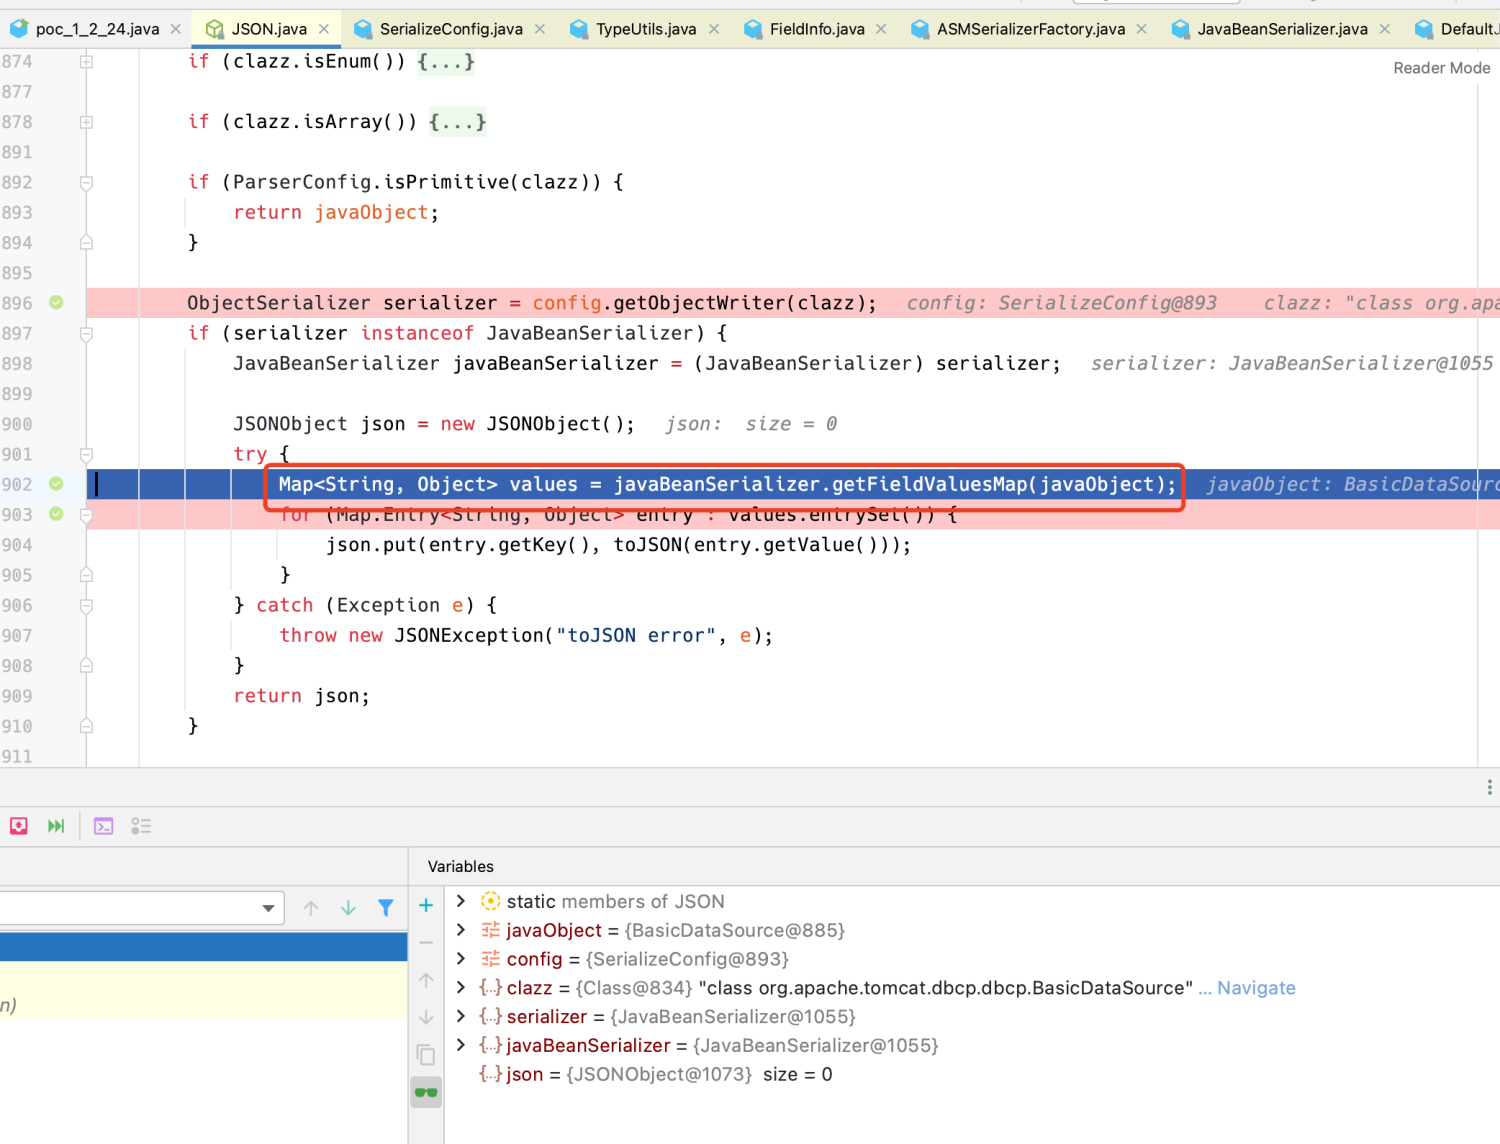 poc_1_2_24.java
JSON.java
SerializeConfig.java
TypeUtils.java
FieldInfo.java
ASMSerializerFactory.java
JavaBeanSerializer.java
DefaultJ
Reader Mode
874 if (clazz.isEnum()) {...}
877
878 if (clazz.isArray()) {...}
891
892 if (ParserConfig.isPrimitive(clazz)) {
893 return javaObject;
894 }
895
896 ObjectSerializer serializer = config.getObjectWriter(clazz); config: SerializeConfig@893 clazz: "class org.apa
897 if (serializer instanceof JavaBeanSerializer) {
898 JavaBeanSerializer javaBeanSerializer = (JavaBeanSerializer) serializer; serializer: JavaBeanSerializer@1055
899
900 JSONObject json = new JSONObject(); json: size = 0
901 try {
902 Map<String, Object> values = javaBeanSerializer.getFieldValuesMap(javaObject); javaObject: BasicDataSourc
903 for (Map.Entry<String, Object> entry : values.entrySet()) {
904 json.put(entry.getKey(), toJSON(entry.getValue()));
905 }
906 } catch (Exception e) {
907 throw new JSONException("toJSON error", e);
908 }
909 return json;
910 }
911
Variables
static members of JSON
javaObject = {BasicDataSource@885}
config = {SerializeConfig@893}
clazz = {Class@834} "class org.apache.tomcat.dbcp.dbcp.BasicDataSource" ... Navigate
serializer = {JavaBeanSerializer@1055}
javaBeanSerializer = {JavaBeanSerializer@1055}
json = {JSONObject@1073} size = 0
n)